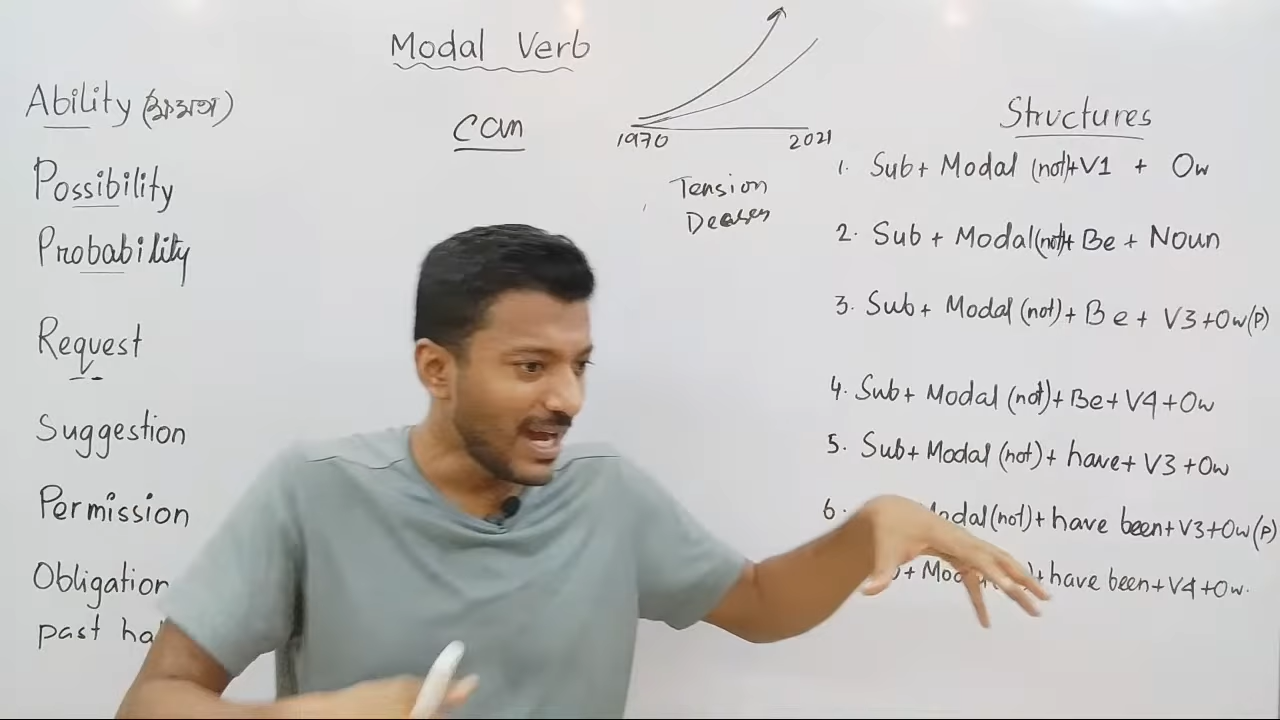 Modal Verb
Ability (ক্ষমতা)
Possibility
Probability
Request
Suggestion
Permission
Obligation
past ha
can
1970 2021
Tension
Structures
1. Sub + Modal (not)+V1 + Ow
2. Sub + Modal(not)+ Be + Noun
3. Sub + Modal (not) + Be + V3 +Ow(P)
4. Sub + Modal (not)+Be+ V4 +Ow
5. Sub+ Modal (not) + have+ V3 +Ow
6. Modal(not)+ have been+V3+Ow(P)
+ have been+V4 +Ow.